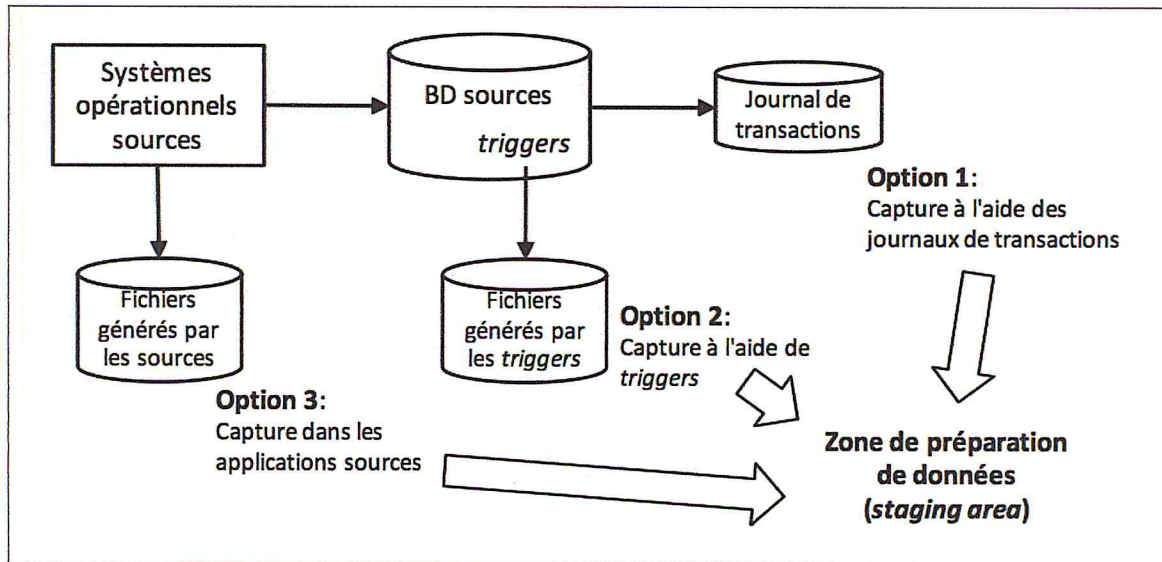 Systèmes
opérationnels
sources
BD sources
triggers
Journal de
transactions
Option 1:
Capture à l'aide des
journaux de transactions
Fichiers
générés par
les sources
Fichiers
générés par
les triggers
Option 2:
Capture à l'aide de
triggers
Option 3:
Capture dans les
applications sources
Zone de préparation
de données
(staging area)